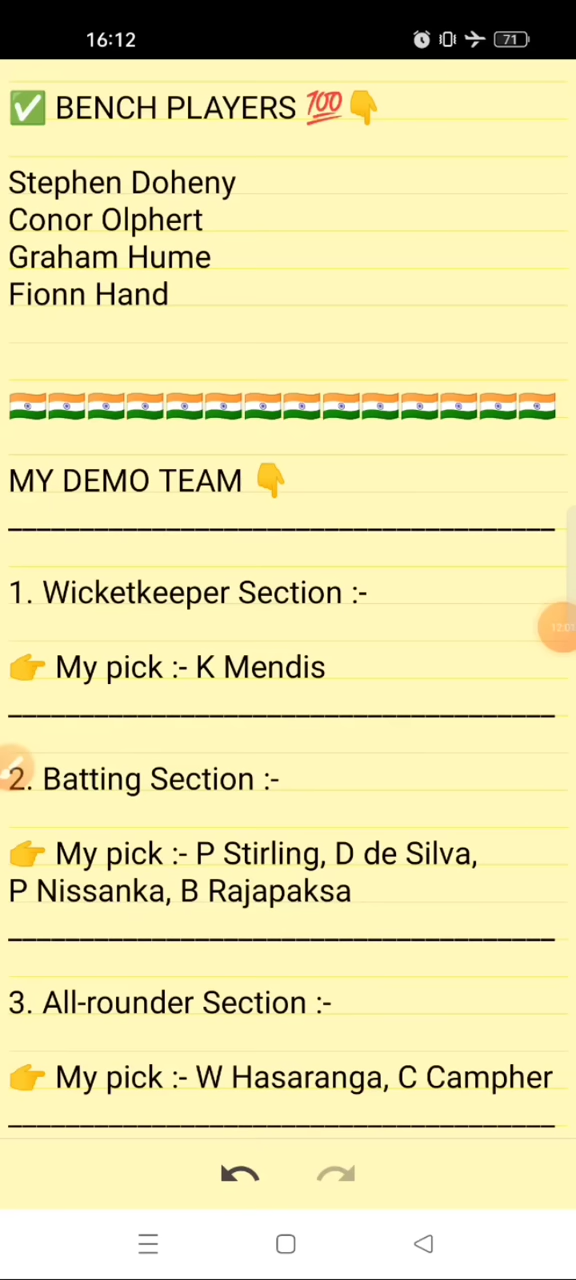 16:12
71
✅ BENCH PLAYERS 💯👇
Stephen Doheny
Conor Olphert
Graham Hume
Fionn Hand
🇮🇳🇮🇳🇮🇳🇮🇳🇮🇳🇮🇳🇮🇳🇮🇳🇮🇳🇮🇳🇮🇳🇮🇳🇮🇳🇮🇳
MY DEMO TEAM 👇
1. Wicketkeeper Section :-
👉 My pick :- K Mendis
12:01
2. Batting Section :-
👉 My pick :- P Stirling, D de Silva,
P Nissanka, B Rajapaksa
3. All-rounder Section :-
👉 My pick :- W Hasaranga, C Campher